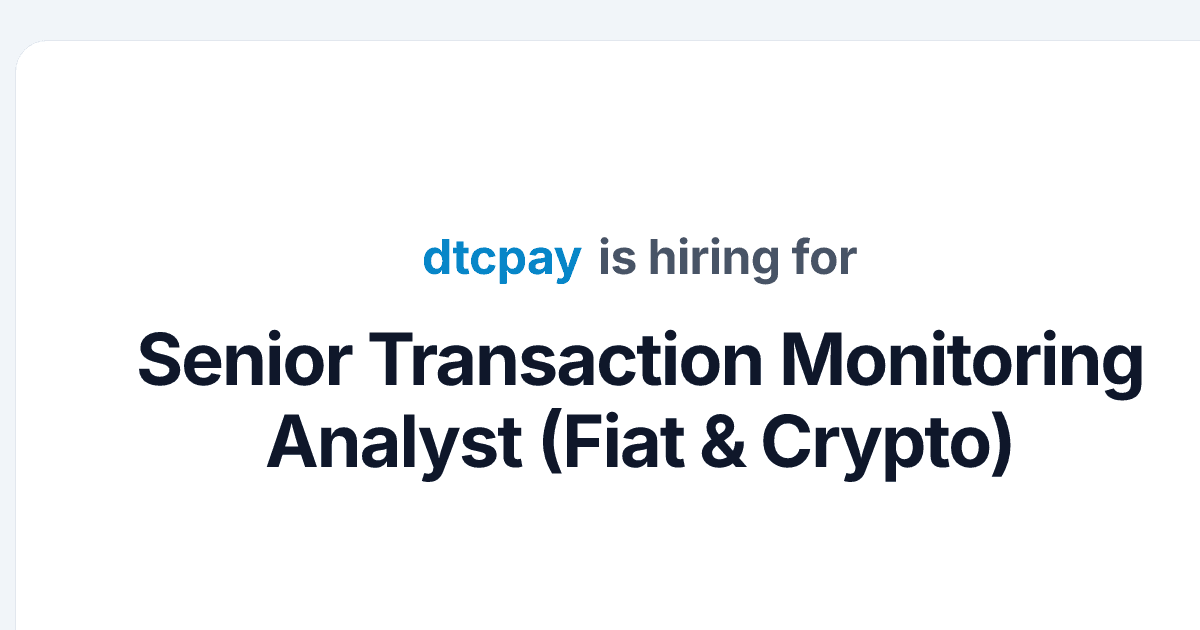 dtcpay is hiring for
Senior Transaction Monitoring
Analyst (Fiat & Crypto)